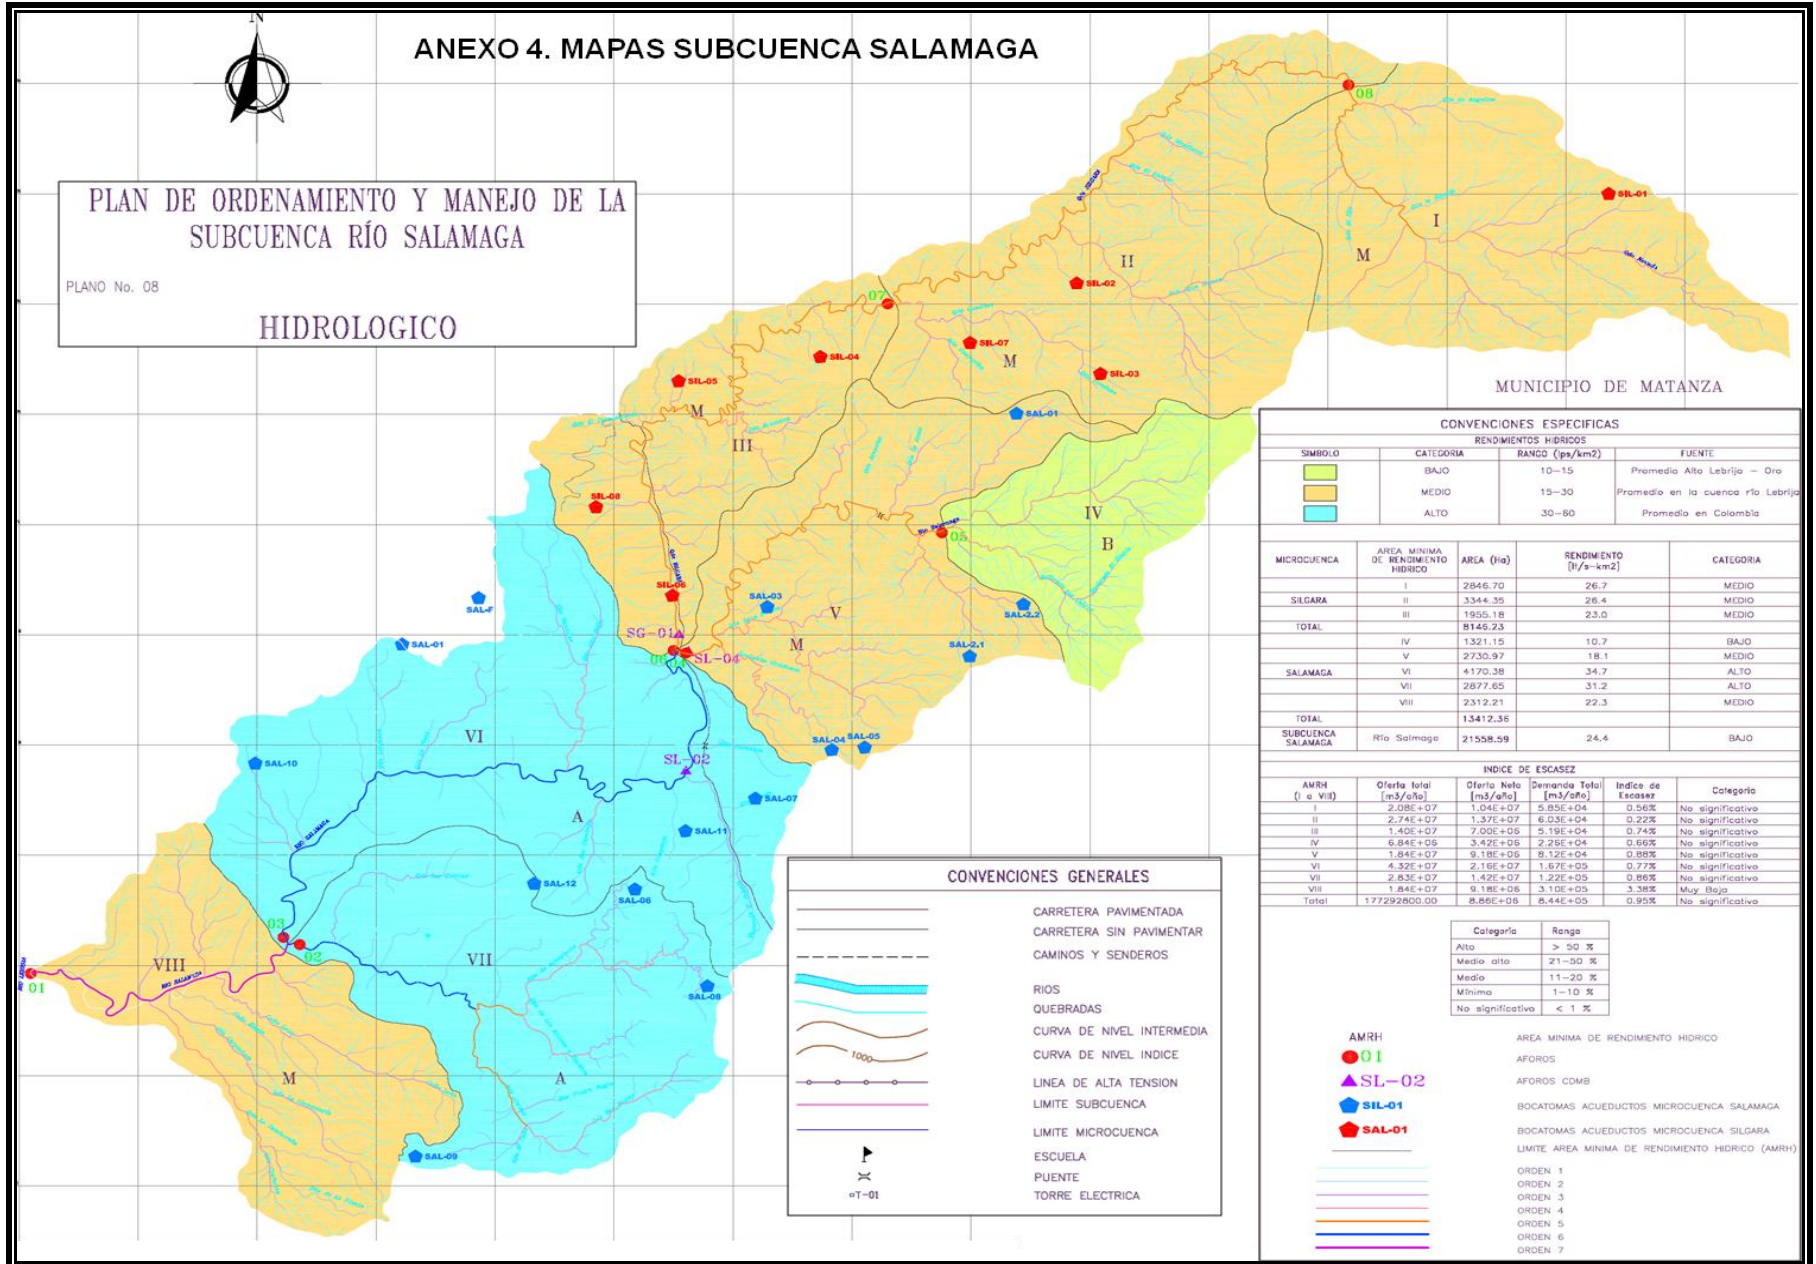 N
ANEXO 4. MAPAS SUBCUENCA SALAMAGA
PLAN DE ORDENAMIENTO Y MANEJO DE LA
SUBCUENCA RÍO SALAMAGA
PLANO No. 08
HIDROLOGICO
08
SIL-01
I
M
II
SIL-02
07
SIL-07
SIL-04
M
SIL-03
SIL-05
M
SAL-01
III
SIL-08
IV
05
B
SIL-06
SAL-03
SAL-2.2
SAL-F
V
SG-01
M
SAL-2.1
SAL-01
SL-04
VI
SAL-04
SAL-05
SL-02
SAL-10
SAL-07
A
SAL-11
SAL-12
SAL-06
03
02
VIII
VII
01
SAL-08
M
A
SAL-09
MUNICIPIO DE MATANZA
CONVENCIONES ESPECIFICAS
RENDIMIENTOS HIDRICOS
SIMBOLO CATEGORIA RANGO (lps/km2) FUENTE
BAJO 10-15 Promedio Alto Lebrija - Oro
MEDIO 15-30 Promedio en la cuenca río Lebrija
ALTO 30-60 Promedio en Colombia
MICROCUENCA AREA MINIMA DE RENDIMIENTO HIDRICO AREA (Ha) RENDIMIENTO [lt/s-km2] CATEGORIA
I 2846.70 26.7 MEDIO
SILGARA II 3344.35 26.4 MEDIO
III 1955.18 23.0 MEDIO
TOTAL 8146.23
IV 1321.15 10.7 BAJO
V 2730.97 18.1 MEDIO
SALAMAGA VI 4170.38 34.7 ALTO
VII 2877.65 31.2 ALTO
VIII 2312.21 22.3 MEDIO
TOTAL 13412.36
SUBCUENCA SALAMAGA Río Salmaga 21558.59 24.4 BAJO
INDICE DE ESCASEZ
AMRH (I a VIII) Oferta total [m3/año] Oferta Neta [m3/año] Demanda Total [m3/año] Indice de Escasez Categoria
I 2.08E+07 1.04E+07 5.85E+04 0.56% No significativo
II 2.74E+07 1.37E+07 6.03E+04 0.22% No significativo
III 1.40E+07 7.00E+06 5.19E+04 0.74% No significativo
IV 6.84E+06 3.42E+06 2.26E+04 0.66% No significativo
V 1.84E+07 9.18E+06 8.12E+04 0.88% No significativo
VI 4.32E+07 2.16E+07 1.67E+05 0.77% No significativo
VII 2.83E+07 1.42E+07 1.22E+05 0.86% No significativo
VIII 1.84E+07 9.18E+06 3.10E+05 3.38% Muy Bajo
Total 177292800.00 8.86E+06 8.44E+05 0.95% No significativo
Categoria Rango
Alto > 50 %
Medio alto 21-50 %
Medio 11-20 %
Minimo 1-10 %
No significativo < 1 %
AMRH AREA MINIMA DE RENDIMIENTO HIDRICO
01 AFOROS
SL-02 AFOROS CDMB
SIL-01 BOCATOMAS ACUEDUCTOS MICROCUENCA SALAMAGA
SAL-01 BOCATOMAS ACUEDUCTOS MICROCUENCA SILGARA
LIMITE AREA MINIMA DE RENDIMIENTO HIDRICO (AMRH)
ORDEN 1
ORDEN 2
ORDEN 3
ORDEN 4
ORDEN 5
ORDEN 6
ORDEN 7
CONVENCIONES GENERALES
CARRETERA PAVIMENTADA
CARRETERA SIN PAVIMENTAR
CAMINOS Y SENDEROS
RIOS
QUEBRADAS
CURVA DE NIVEL INTERMEDIA
1000 CURVA DE NIVEL INDICE
LINEA DE ALTA TENSION
LIMITE SUBCUENCA
LIMITE MICROCUENCA
ESCUELA
PUENTE
T-01 TORRE ELECTRICA